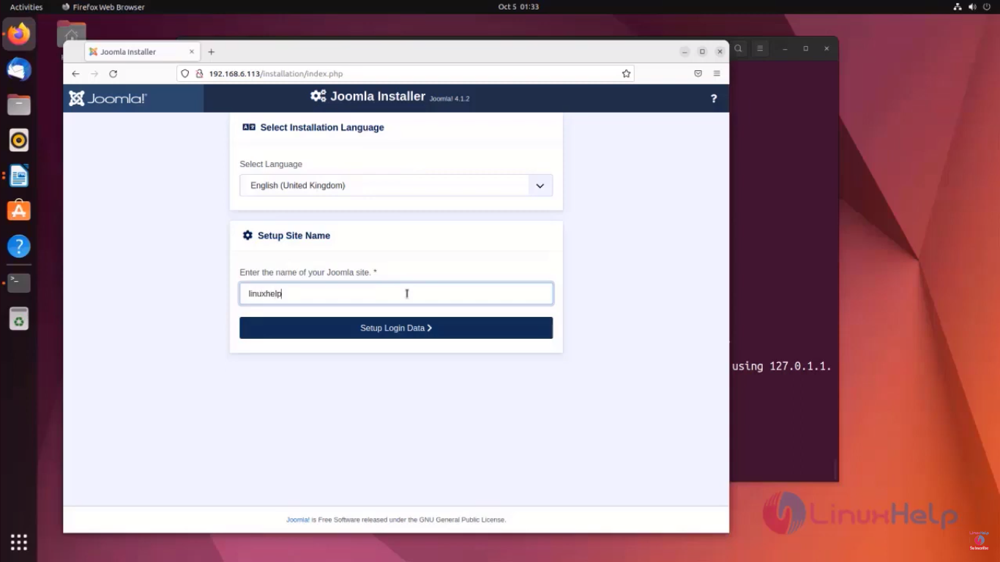 Activities
Firefox Web Browser
Oct 5 01:33
Joomla Installer
192.168.6.113/installation/index.php
Joomla!
Joomla Installer Joomla! 4.1.2
?
Select Installation Language
Select Language
English (United Kingdom)
Setup Site Name
Enter the name of your Joomla site. *
linuxhelp
Setup Login Data
using 127.0.1.1.
Joomla! is Free Software released under the GNU General Public License.
LinuxHelp
LinuxHelp
Subscribe